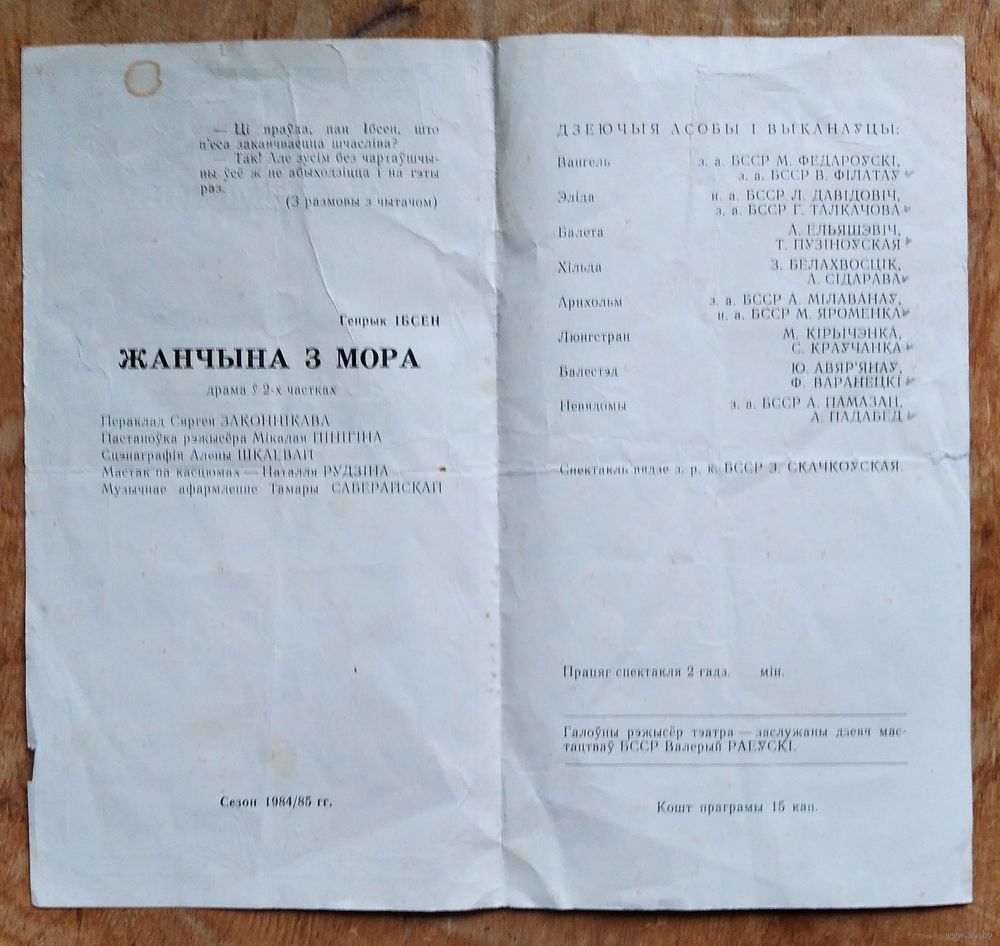 — Ці праўда, пан Ібсен, што
п'еса заканчваецца шчасліва?
— Так! Але зусім без чартаўшчы-
ны ўсё ж не абыходзіцца і на гэты
раз.
(З размовы з чытачом)
Генрык ІБСЕН
ЖАНЧЫНА З МОРА
драма ў 2-х частках
Пераклад Сяргея ЗАКОННІКАВА
Пастаноўка рэжысёра Мікалая ПІНІГІНА
Сцэнаграфія Алены ШКАЕВАЙ
Мастак па касцюмах — Наталля РУДЗІНА
Музычнае афармленне Тамары САБЕРАЙСКАЙ
Сезон 1984/85 гг.
ДЗЕЮЧЫЯ АСОБЫ І ВЫКАНАЎЦЫ:
Вангель з. а. БССР М. ФЕДАРОЎСКІ,
з. а. БССР В. ФІЛАТАЎ
Эліда н. а. БССР Л. ДАВІДОВІЧ,
з. а. БССР Г. ТАЛКАЧОВА
Балета А. ЕЛЬЯШЭВІЧ,
Т. ПУЗІНОЎСКАЯ
Хільда З. БЕЛАХВОСЦІК,
Л. СІДАРАВА
Арнхольм з. а. БССР А. МІЛАВАНАЎ,
н. а. БССР М. ЯРОМЕНКА
Люнгстран М. КІРЫЧЭНКА,
С. КРАЎЧАНКА
Балестэд Ю. АВЯР'ЯНАЎ,
Ф. ВАРАНЕЦКІ
Невядомы з. а. БССР А. ПАМАЗАН,
А. ПАДАБЕД
Спектакль вядзе з. р. к. БССР З. СКАЧКОЎСКАЯ
Працяг спектакля 2 гадз. мін.
Галоўны рэжысёр тэатра — заслужаны дзеяч мас-
тацтваў БССР Валерый РАЕЎСКІ.
Кошт праграмы 15 кап.
www.ay.by